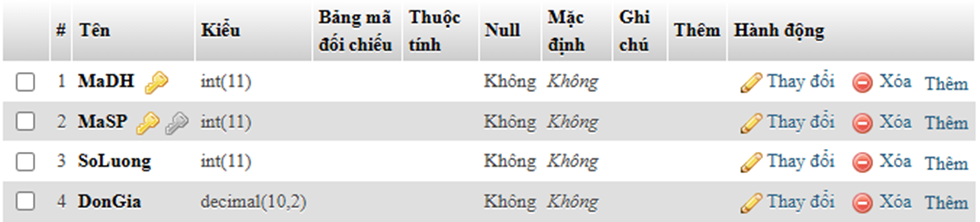 # Tên Kiểu Bảng mã đối chiếu Thuộc tính Null Mặc định Ghi chú Thêm Hành động
1 MaDH int(11) Không Không Thay đổi Xóa Thêm
2 MaSP int(11) Không Không Thay đổi Xóa Thêm
3 SoLuong int(11) Không Không Thay đổi Xóa Thêm
4 DonGia decimal(10,2) Không Không Thay đổi Xóa Thêm